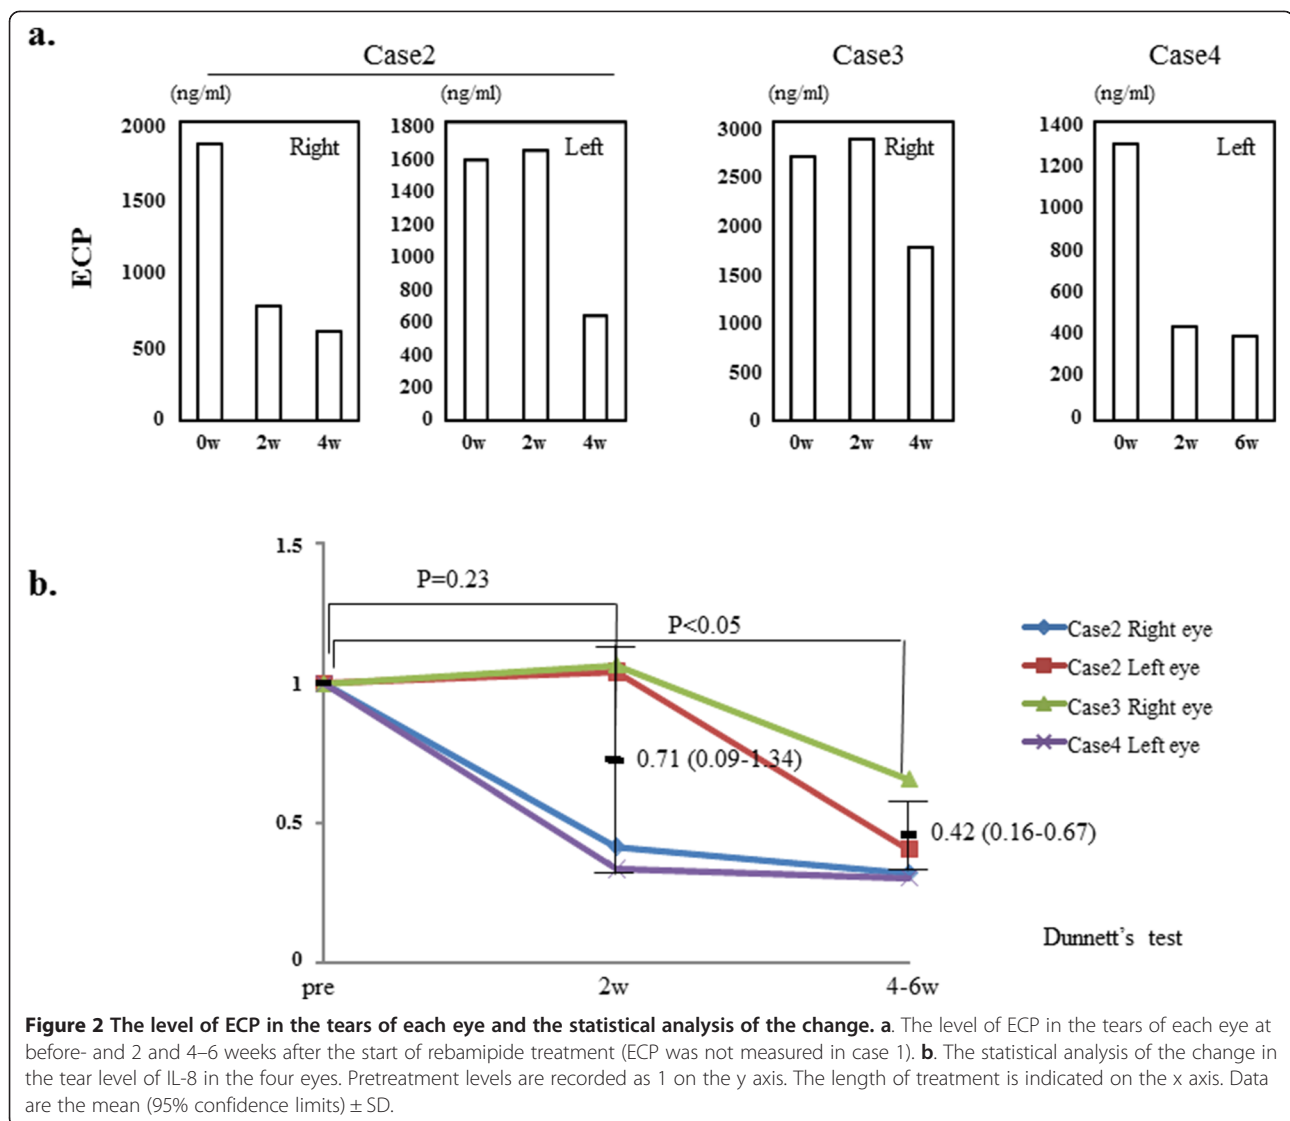 a.
Case2
Case3
Case4
(ng/ml)
(ng/ml)
(ng/ml)
(ng/ml)
ECP
2000
1500
1000
500
0
Right
0w 2w 4w
1800
1600
1400
1200
1000
800
600
400
200
0
Left
0w 2w 4w
3000
2500
2000
1500
1000
500
0
Right
0w 2w 4w
1400
1200
1000
800
600
400
200
0
Left
0w 2w 6w
b.
1.5
1
0.5
0
P=0.23
P<0.05
0.71 (0.09-1.34)
0.42 (0.16-0.67)
Case2 Right eye
Case2 Left eye
Case3 Right eye
Case4 Left eye
Dunnett's test
pre 2w 4-6w
Figure 2 The level of ECP in the tears of each eye and the statistical analysis of the change. a. The level of ECP in the tears of each eye at
before- and 2 and 4–6 weeks after the start of rebamipide treatment (ECP was not measured in case 1). b. The statistical analysis of the change in
the tear level of IL-8 in the four eyes. Pretreatment levels are recorded as 1 on the y axis. The length of treatment is indicated on the x axis. Data
are the mean (95% confidence limits) ± SD.